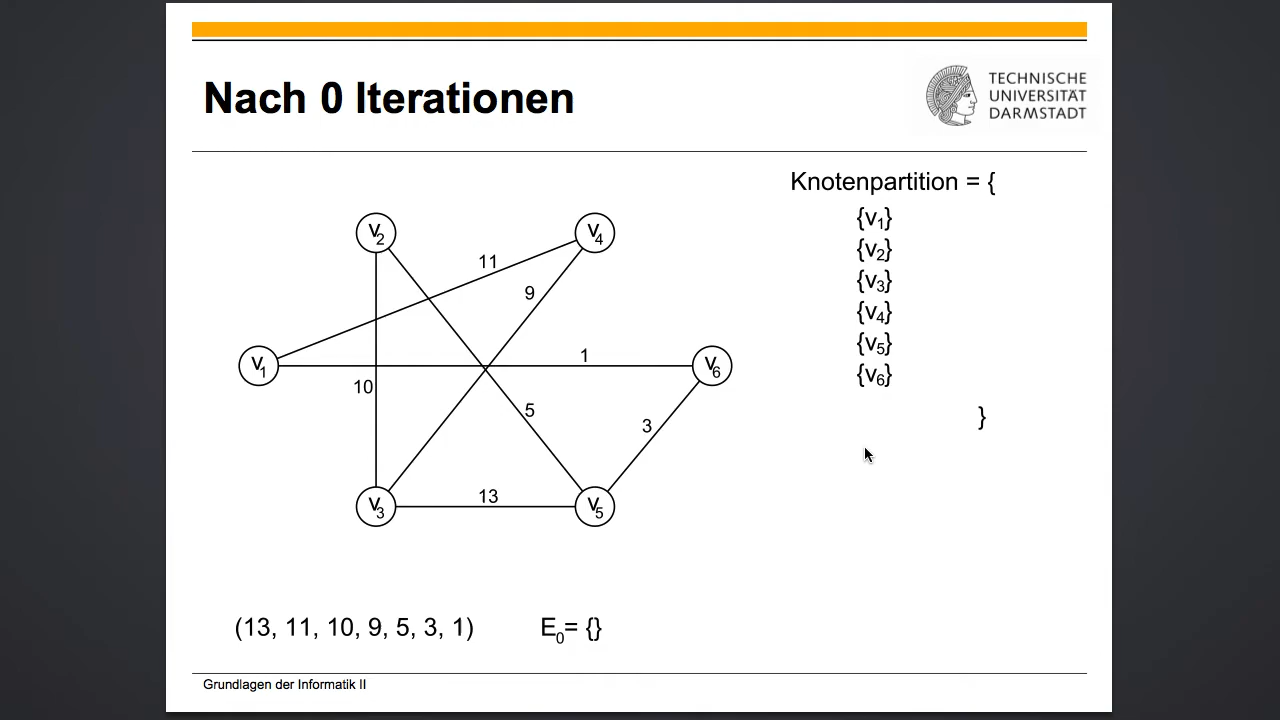 Nach 0 Iterationen
TECHNISCHE
UNIVERSITÄT
DARMSTADT
Knotenpartition = {
{v₁}
{v₂}
{v₃}
{v₄}
{v₅}
{v₆}
}
V₂
V₄
11
9
V₁
1
V₆
10
5
3
13
V₃
V₅
(13, 11, 10, 9, 5, 3, 1)
E₀= {}
Grundlagen der Informatik II